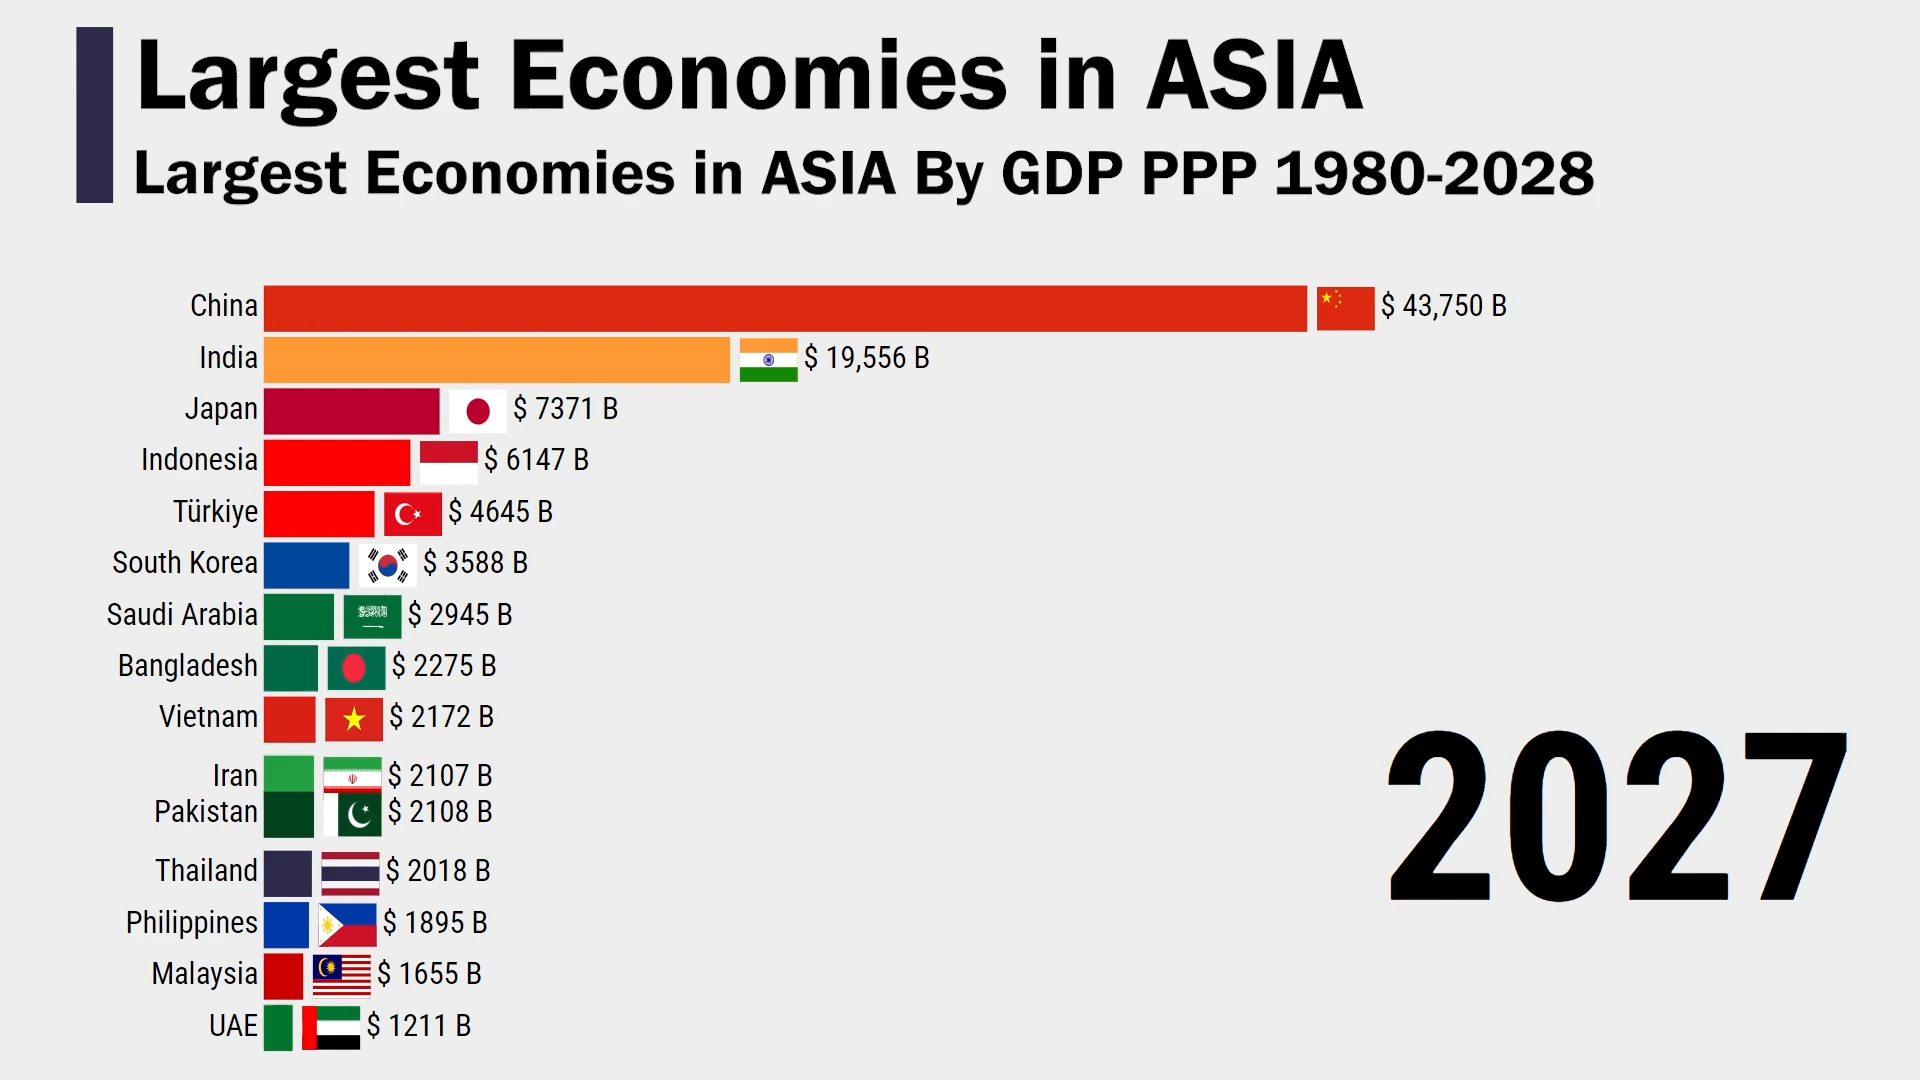 Largest Economies in ASIA
Largest Economies in ASIA By GDP PPP 1980-2028
China $ 43,750 B
India $ 19,556 B
Japan $ 7371 B
Indonesia $ 6147 B
Türkiye $ 4645 B
South Korea $ 3588 B
Saudi Arabia $ 2945 B
Bangladesh $ 2275 B
Vietnam $ 2172 B
Iran $ 2107 B
Pakistan $ 2108 B
Thailand $ 2018 B
Philippines $ 1895 B
Malaysia $ 1655 B
UAE $ 1211 B
2027